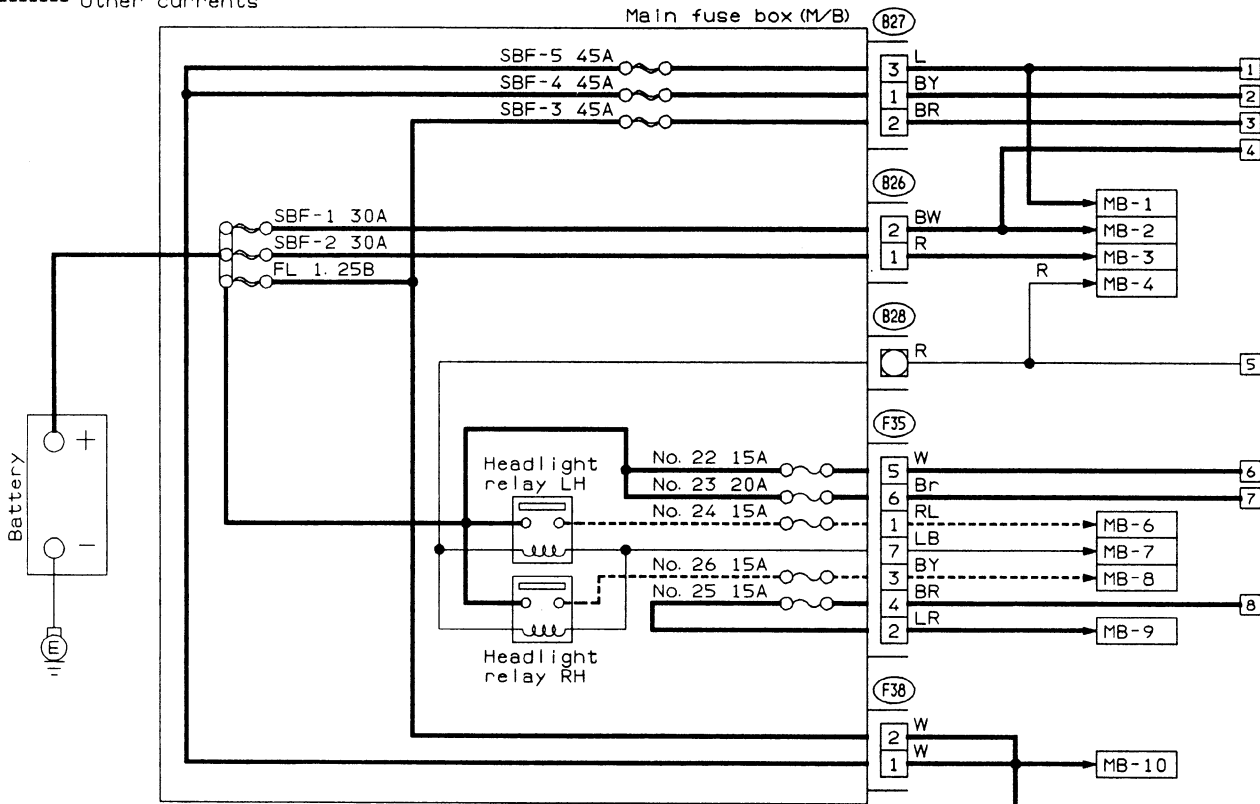 Other currents
Main fuse box (M/B)
B27
SBF-5 45A
3
L
1
SBF-4 45A
1
BY
2
SBF-3 45A
2
BR
3
4
B26
MB-1
SBF-1 30A
2
BW
MB-2
SBF-2 30A
1
R
MB-3
FL 1.25B
R
MB-4
B28
R
5
F35
Battery
+
-
E
Headlight
relay LH
No. 22 15A
5
W
6
No. 23 20A
6
Br
7
No. 24 15A
1
RL
MB-6
7
LB
MB-7
No. 26 15A
3
BY
MB-8
No. 25 15A
4
BR
8
2
LR
MB-9
Headlight
relay RH
F38
2
W
1
W
MB-10